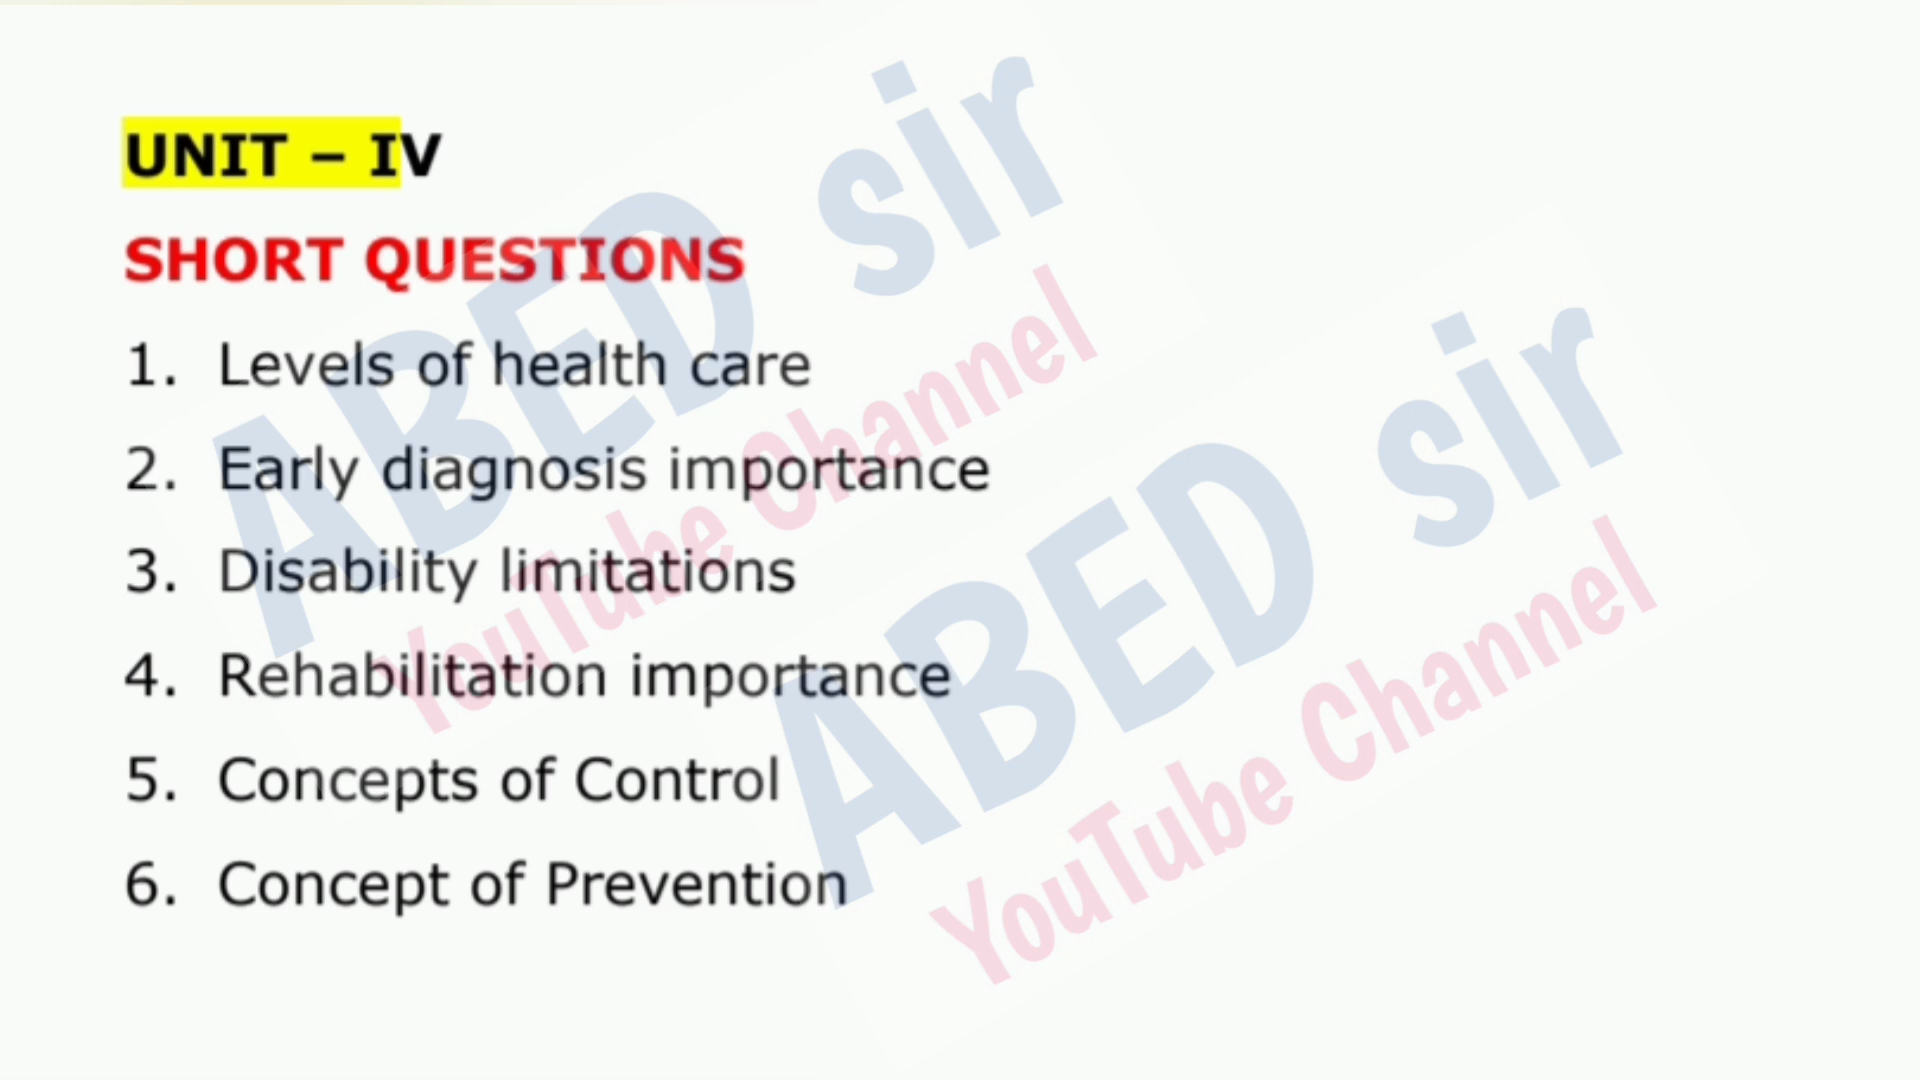 UNIT – IV
SHORT QUESTIONS
1. Levels of health care
2. Early diagnosis importance
3. Disability limitations
4. Rehabilitation importance
5. Concepts of Control
6. Concept of Prevention
ABED sir
YouTube Channel
ABED sir
YouTube Channel